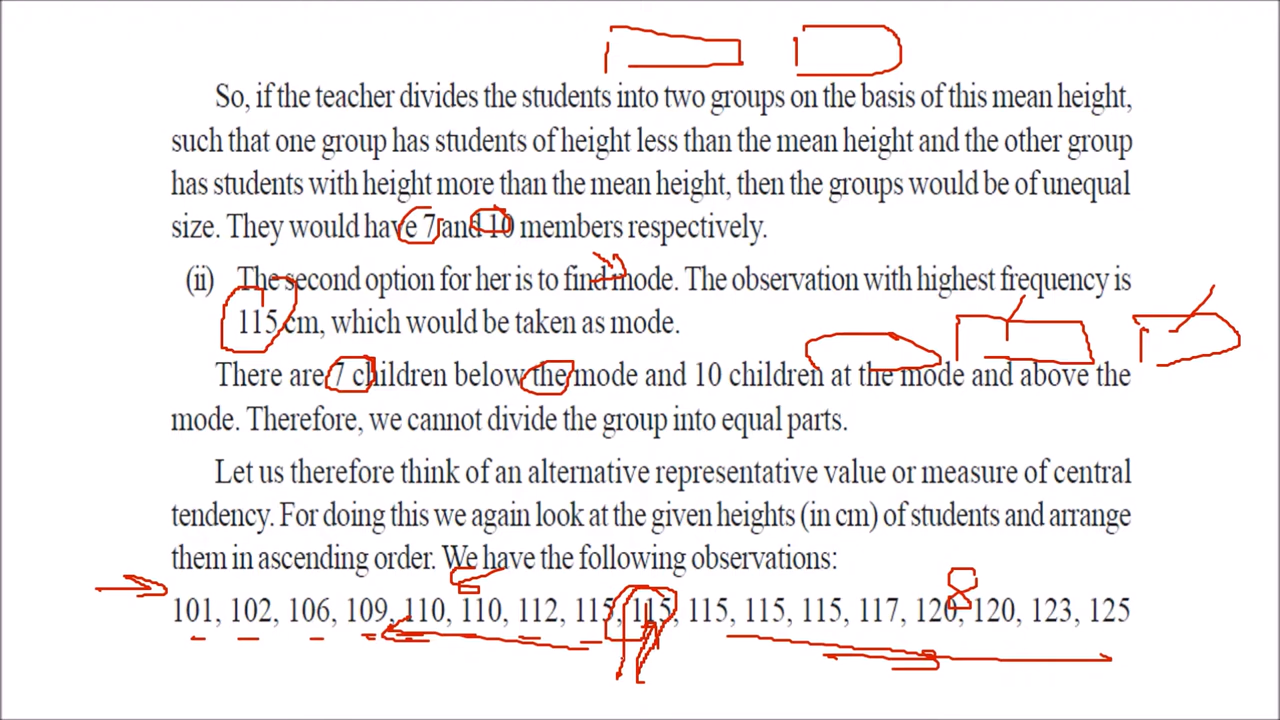 So, if the teacher divides the students into two groups on the basis of this mean height,
such that one group has students of height less than the mean height and the other group
has students with height more than the mean height, then the groups would be of unequal
size. They would have 7 and 10 members respectively.
(ii) The second option for her is to find mode. The observation with highest frequency is
115 cm, which would be taken as mode.
There are 7 children below the mode and 10 children at the mode and above the
mode. Therefore, we cannot divide the group into equal parts.
Let us therefore think of an alternative representative value or measure of central
tendency. For doing this we again look at the given heights (in cm) of students and arrange
them in ascending order. We have the following observations:
8
101, 102, 106, 109, 110, 110, 112, 115, 115, 115, 115, 115, 117, 120, 120, 123, 125